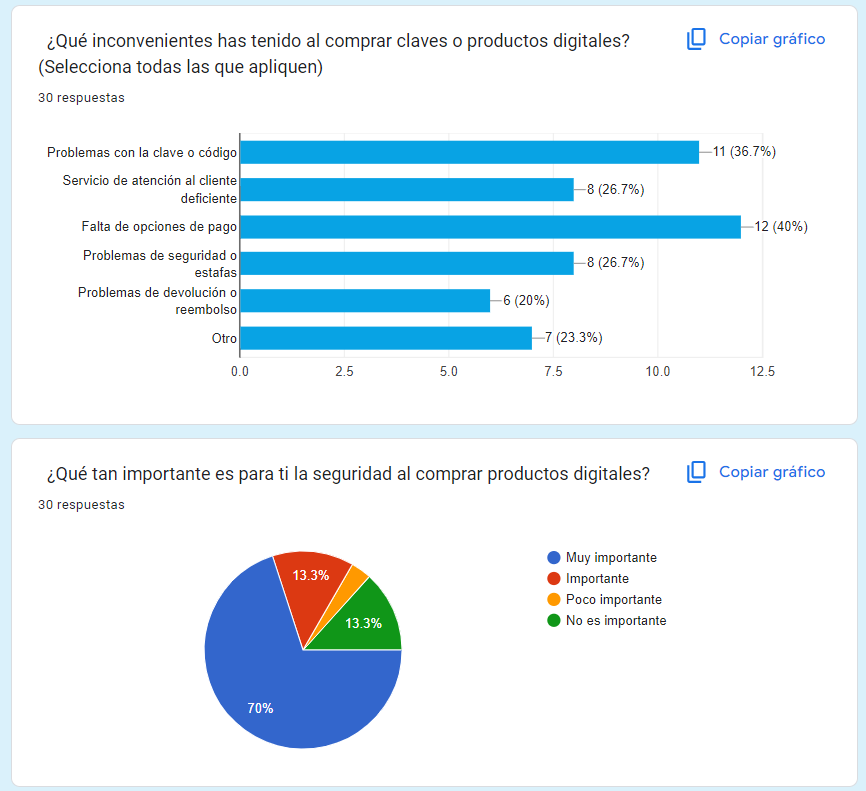 ¿Qué inconvenientes has tenido al comprar claves o productos digitales?
(Selecciona todas las que apliquen)
Copiar gráfico
30 respuestas
Problemas con la clave o código
11 (36.7%)
Servicio de atención al cliente
deficiente
8 (26.7%)
Falta de opciones de pago
12 (40%)
Problemas de seguridad o
estafas
8 (26.7%)
Problemas de devolución o
reembolso
6 (20%)
Otro
7 (23.3%)
0.0 2.5 5.0 7.5 10.0 12.5
¿Qué tan importante es para ti la seguridad al comprar productos digitales?
Copiar gráfico
30 respuestas
13.3%
13.3%
70%
Muy importante
Importante
Poco importante
No es importante